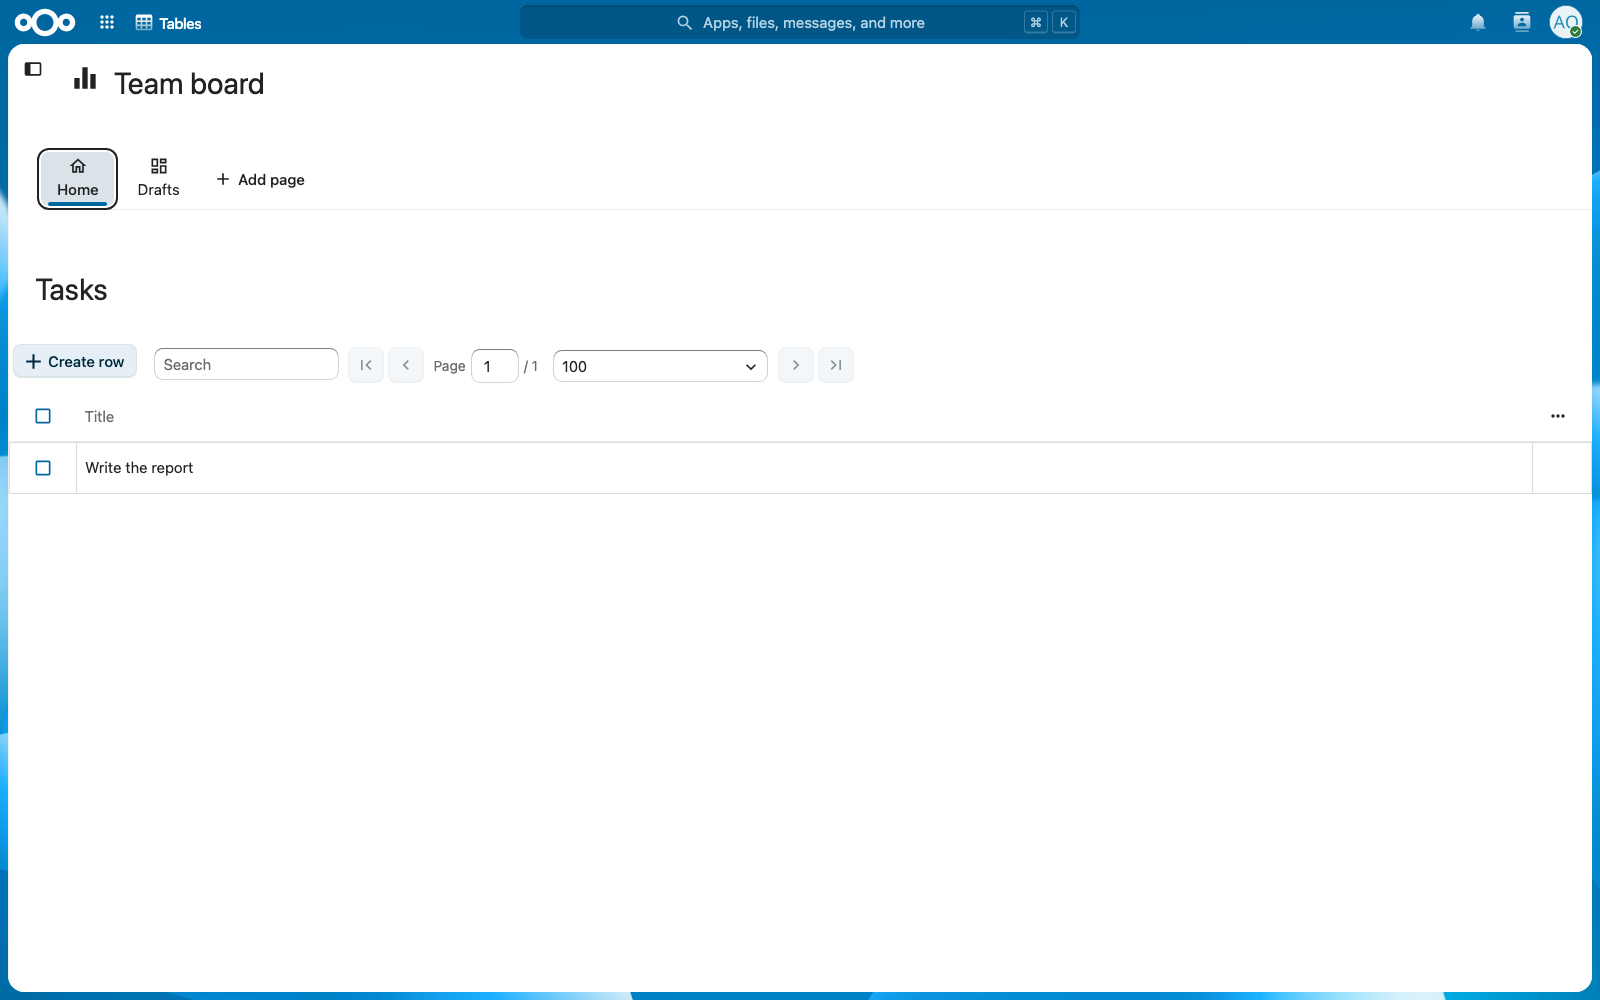 Tables
Apps, files, messages, and more
⌘ K
AO
Team board
Home
Drafts
+ Add page
Tasks
+ Create row
Search
Page 1 / 1
100
Title
Write the report